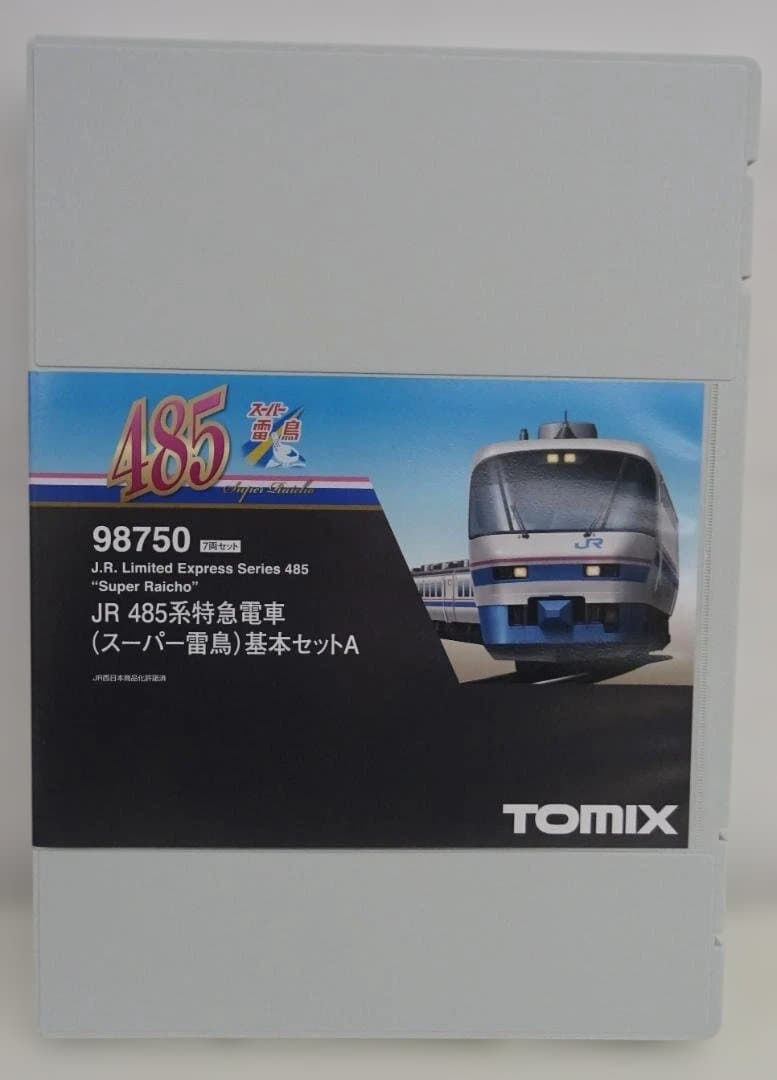 485
スーパー
雷鳥
Super Raicho
98750 7両セット
J.R. Limited Express Series 485
“Super Raicho”
JR 485系特急電車
(スーパー雷鳥)基本セットA
JR西日本商品化許諾済
JR
TOMIX